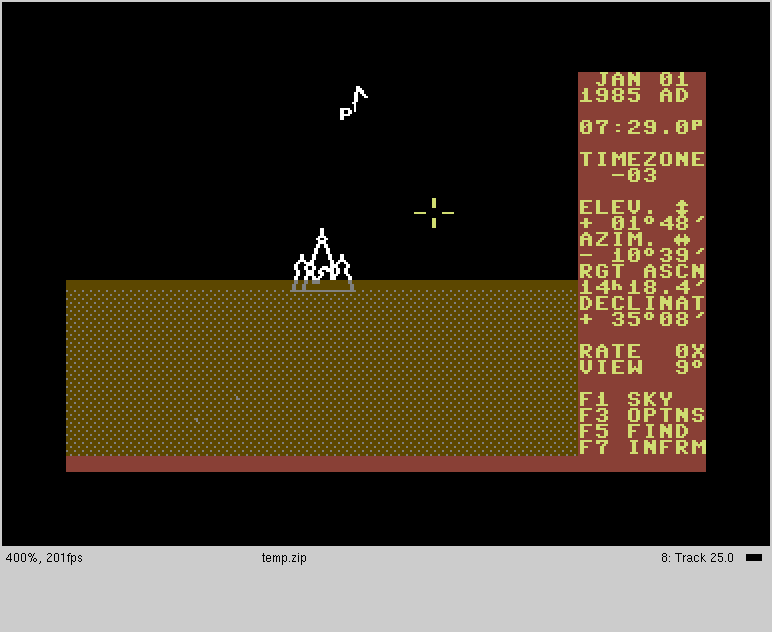 JAN 01
1985 AD
P
07:29.0P
TIMEZONE
-03
ELEV. ↕
+ 01°48′
AZIM. ↔
- 10°39′
RGT ASCN
14h18.4′
DECLINAT
+ 35°08′
RATE 0X
VIEW 9°
F1 SKY
F3 OPTNS
F5 FIND
F7 INFRM
400%, 201fps
temp.zip
8: Track 25.0